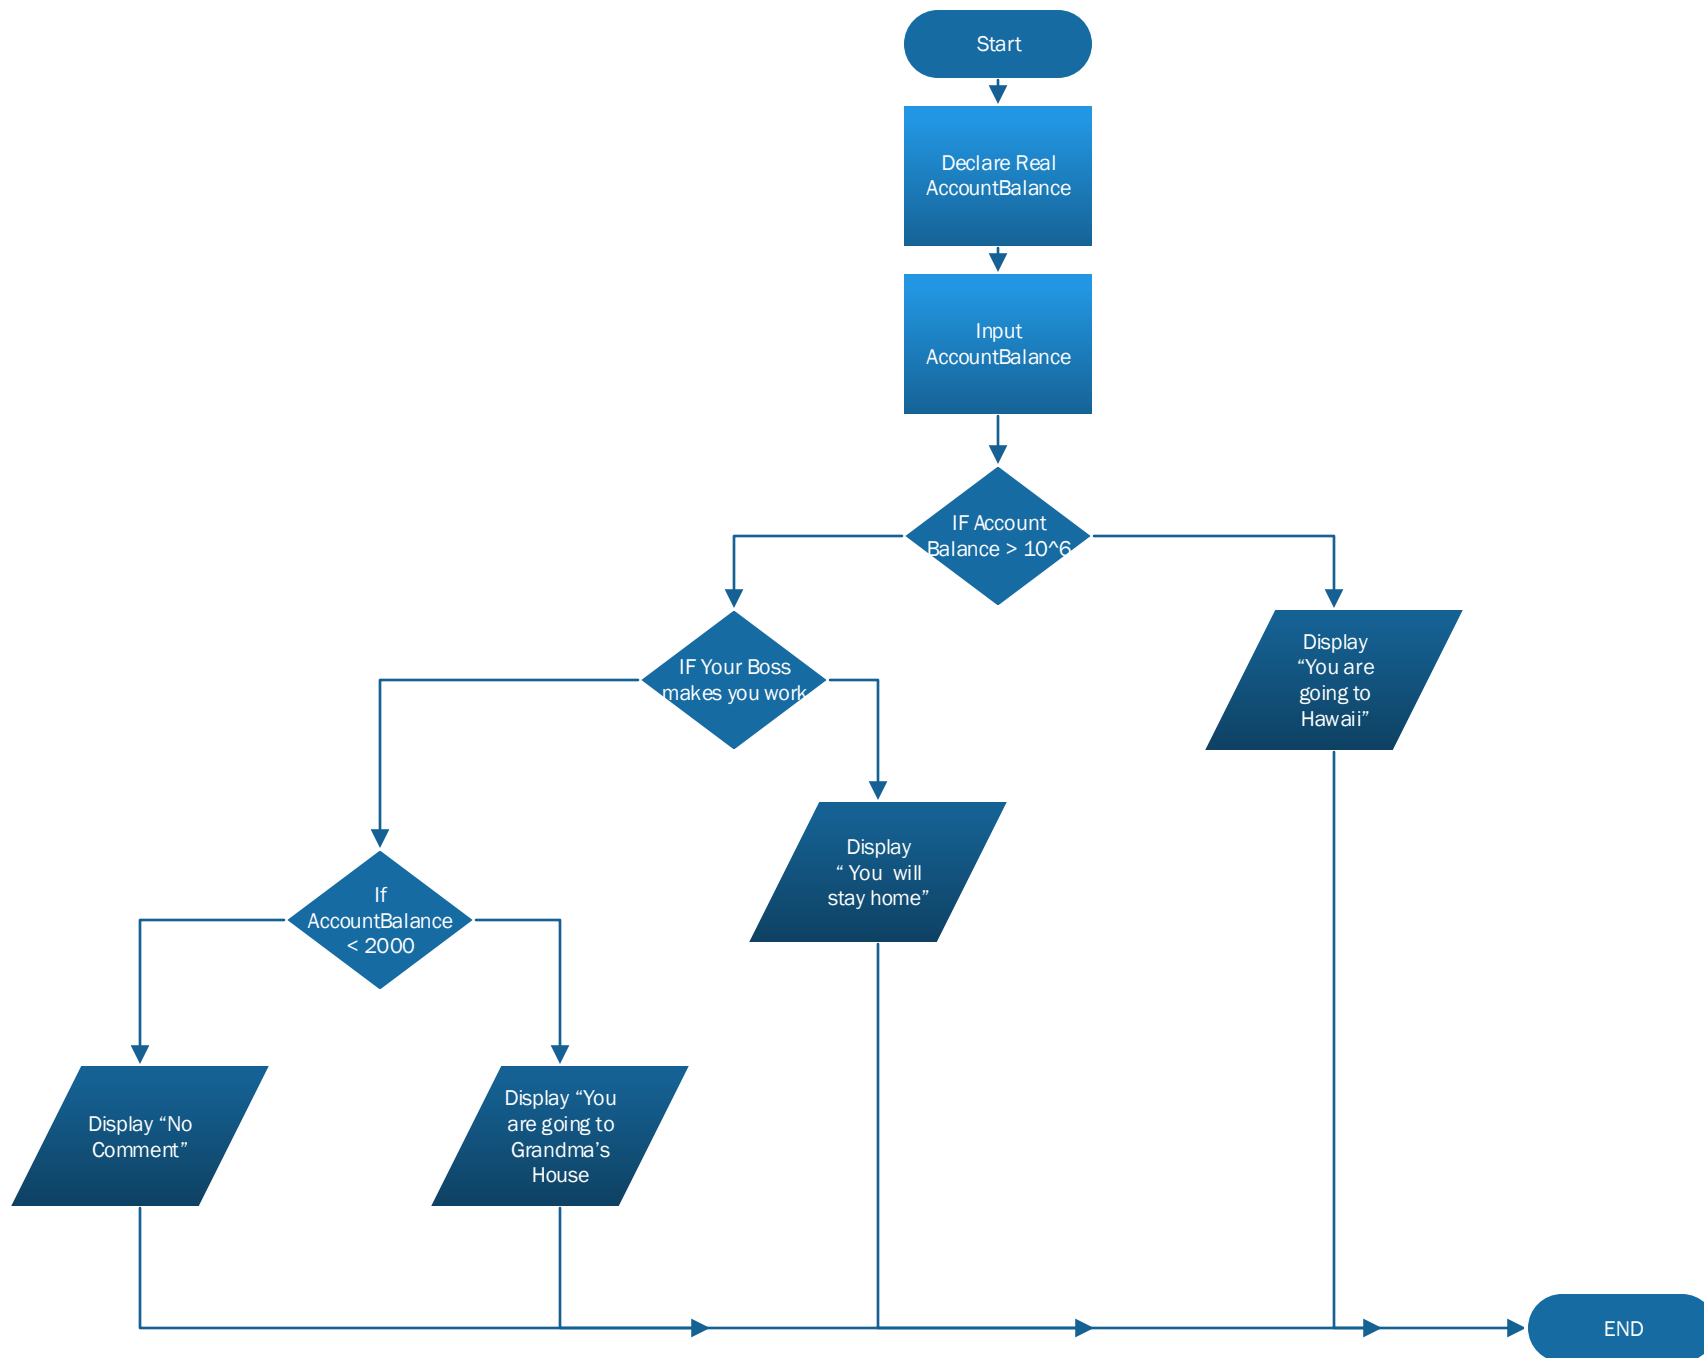 Start
Declare Real
AccountBalance
Input
AccountBalance
IF Account
Balance > 10^6
IF Your Boss
makes you work
Display
“You are
going to
Hawaii”
Display
“ You will
stay home”
If
AccountBalance
< 2000
Display “No
Comment”
Display “You
are going to
Grandma’s
House
END